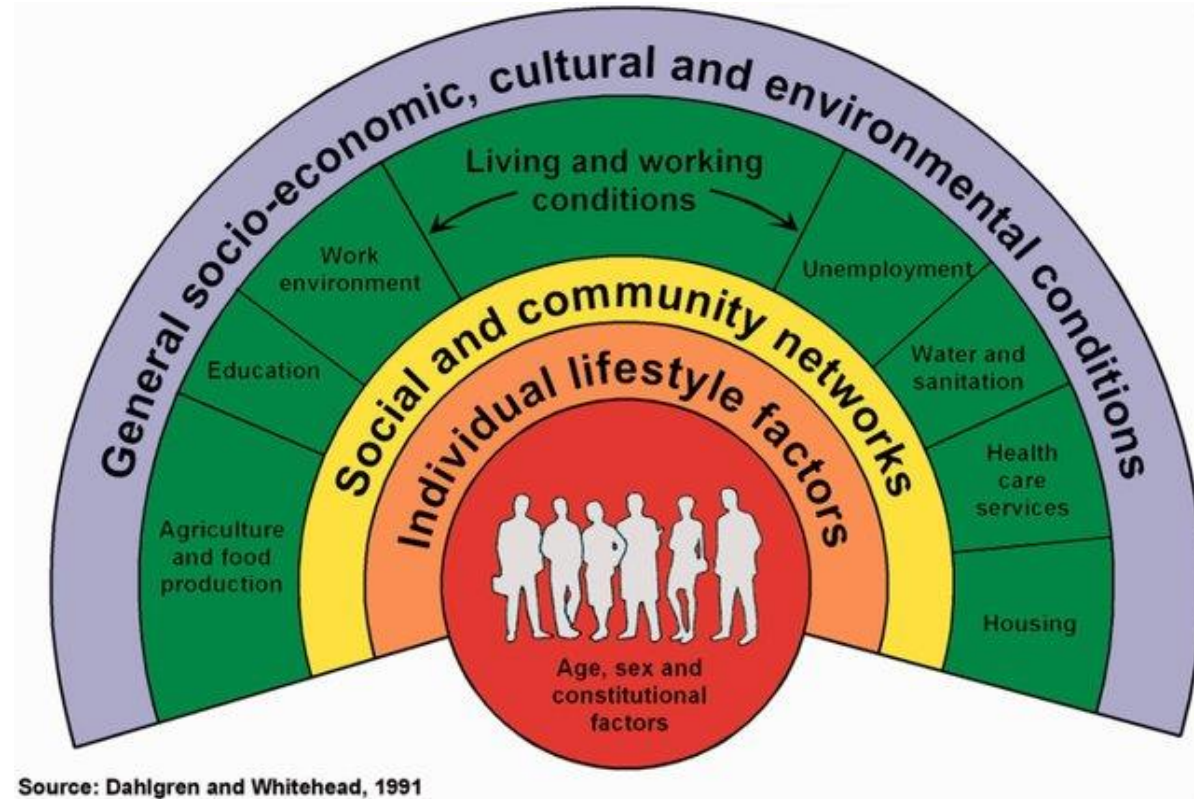 General socio-economic, cultural and environmental conditions
Living and working
conditions
Work
environment
Education
Agriculture
and food
production
Unemployment
Water and
sanitation
Health
care
services
Housing
Social and community networks
Individual lifestyle factors
Age, sex and
constitutional
factors
Source: Dahlgren and Whitehead, 1991